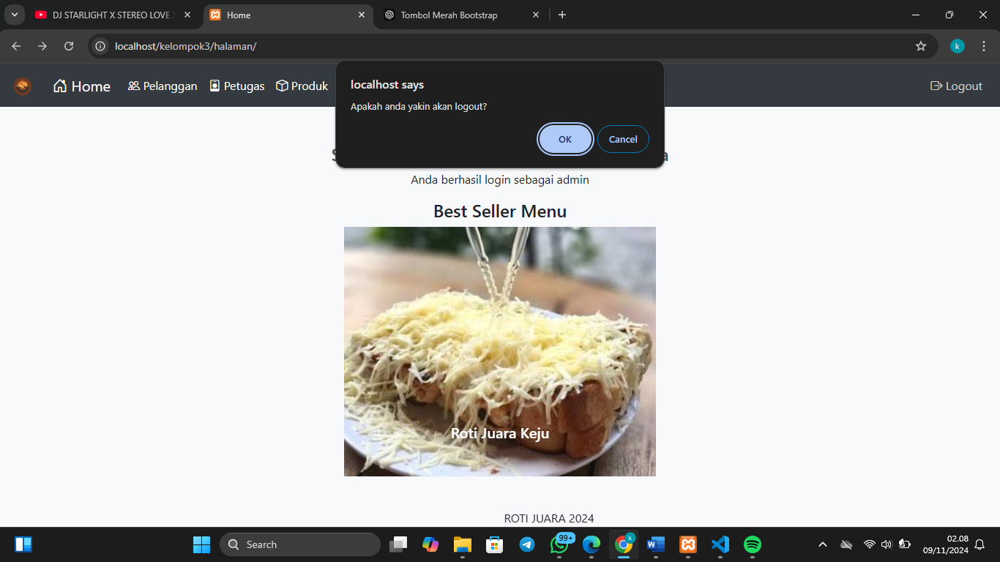 DJ STARLIGHT X STEREO LOVE
Home
Tombol Merah Bootstrap
localhost/kelompok3/halaman/
k
Home
Pelanggan
Petugas
Produk
Logout
localhost says
Apakah anda yakin akan logout?
OK
Cancel
Anda berhasil login sebagai admin
Best Seller Menu
Roti Juara Keju
ROTI JUARA 2024
Search
99+
k
02.08
09/11/2024